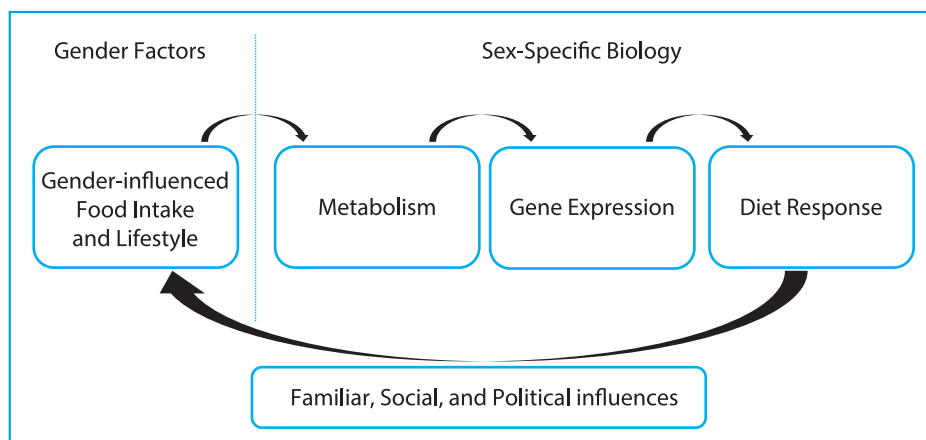 Gender Factors
Sex-Specific Biology
Gender-influenced
Food Intake
and Lifestyle
Metabolism
Gene Expression
Diet Response
Familiar, Social, and Political influences